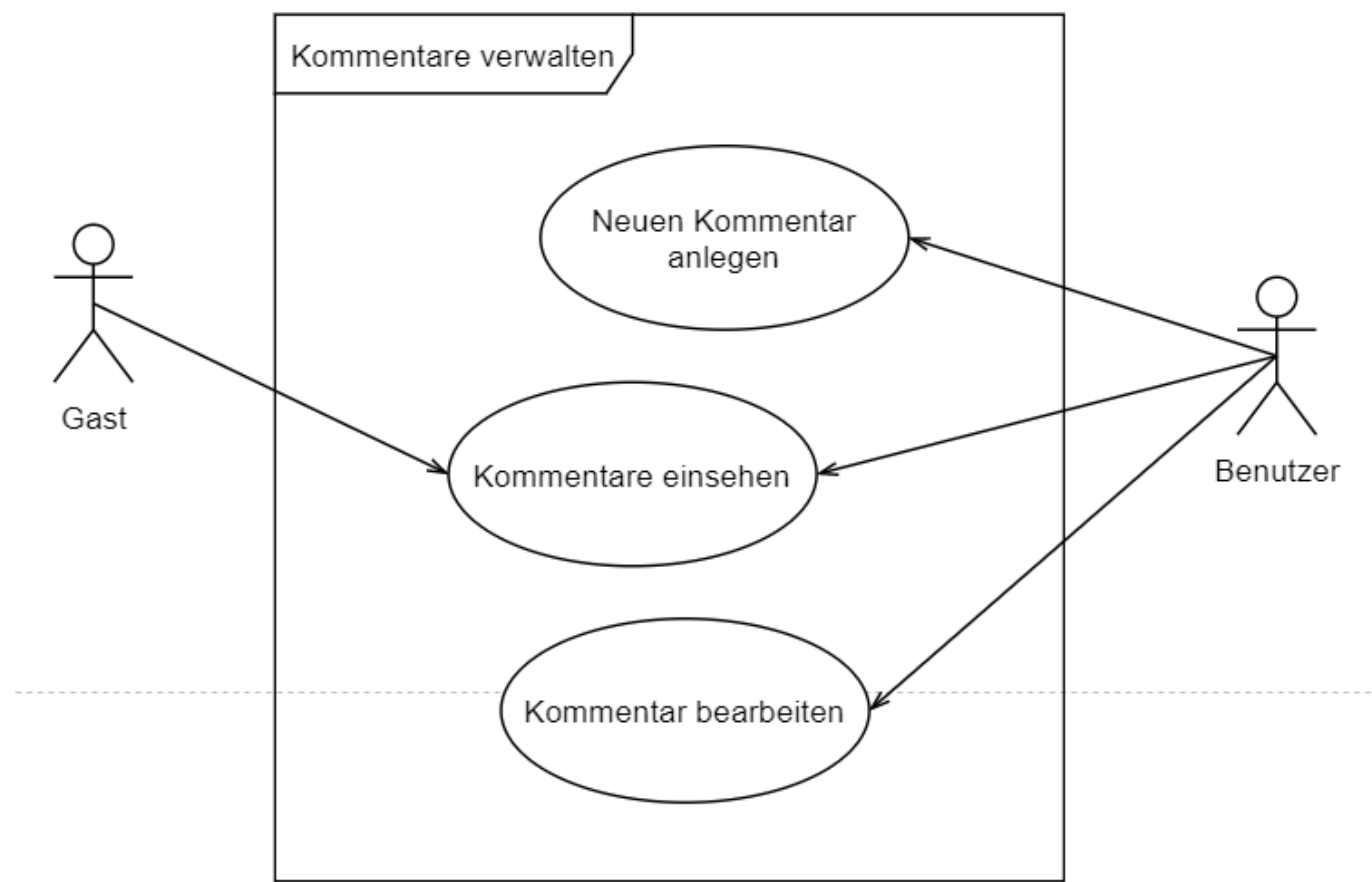 Kommentare verwalten
Neuen Kommentar
anlegen
Gast
Kommentare einsehen
Benutzer
Kommentar bearbeiten